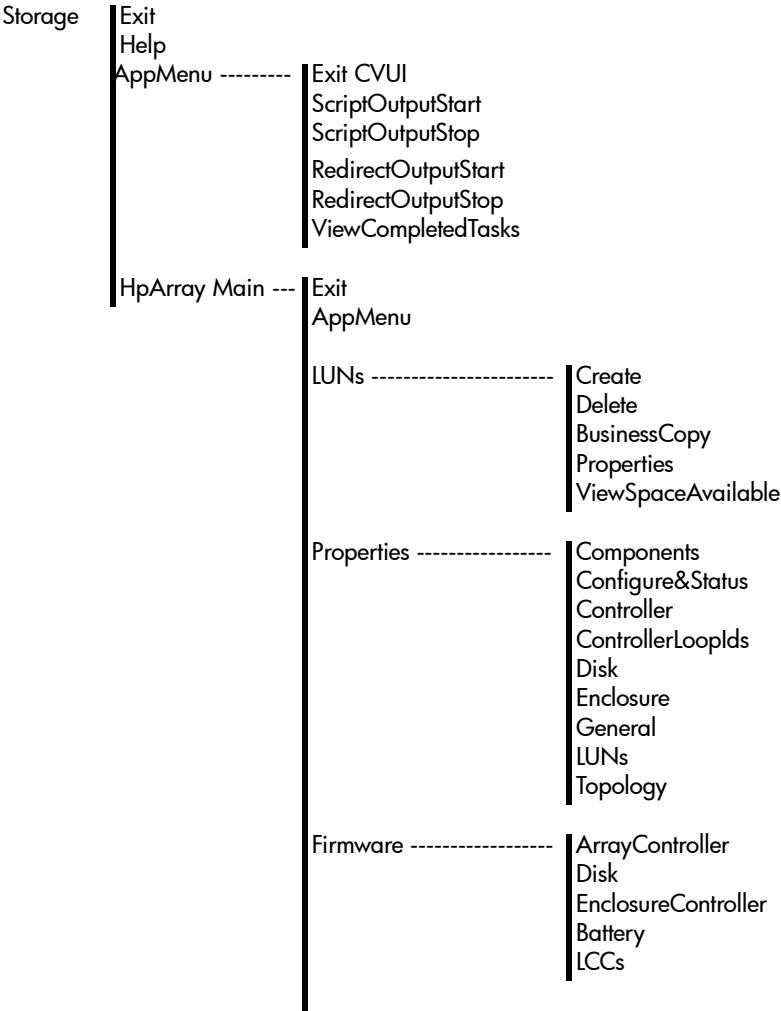 Storage Exit
Help
AppMenu --------- Exit CVUI
ScriptOutputStart
ScriptOutputStop
RedirectOutputStart
RedirectOutputStop
ViewCompletedTasks
HpArray Main --- Exit
AppMenu
LUNs ----------------------- Create
Delete
BusinessCopy
Properties
ViewSpaceAvailable
Properties ----------------- Components
Configure&Status
Controller
ControllerLoopIds
Disk
Enclosure
General
LUNs
Topology
Firmware ------------------ ArrayController
Disk
EnclosureController
Battery
LCCs